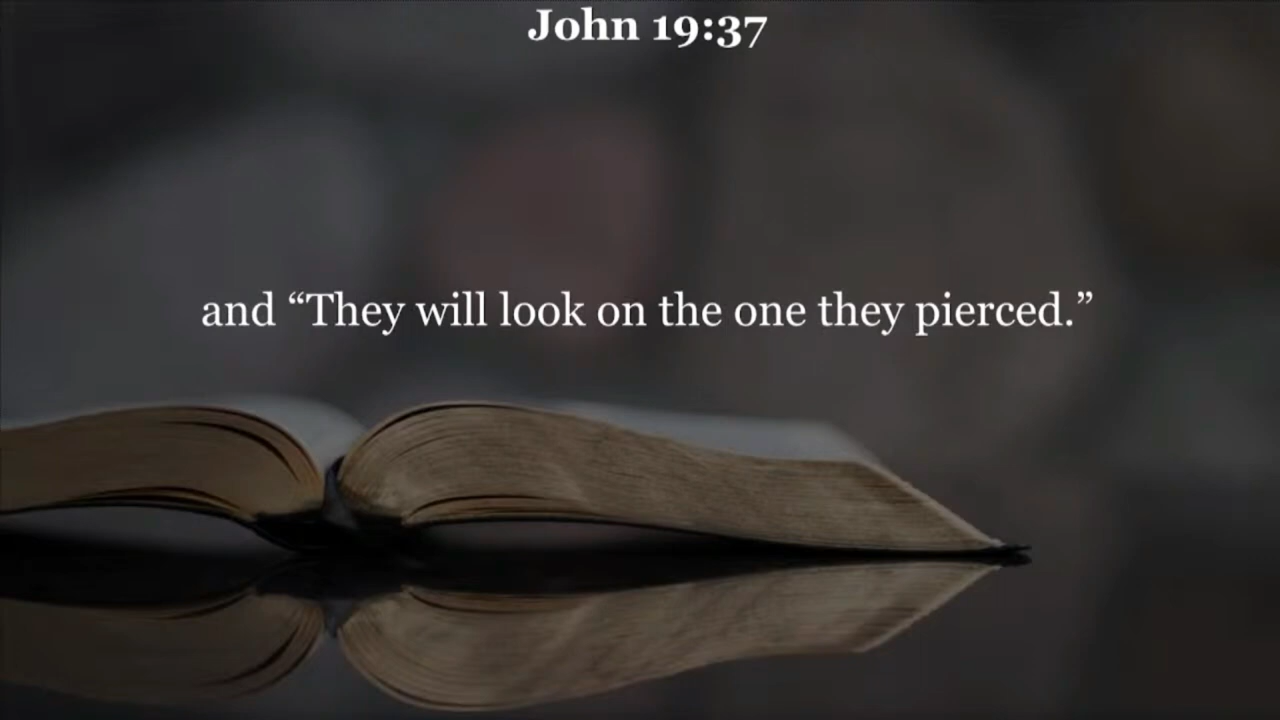 John 19:37
and “They will look on the one they pierced.”